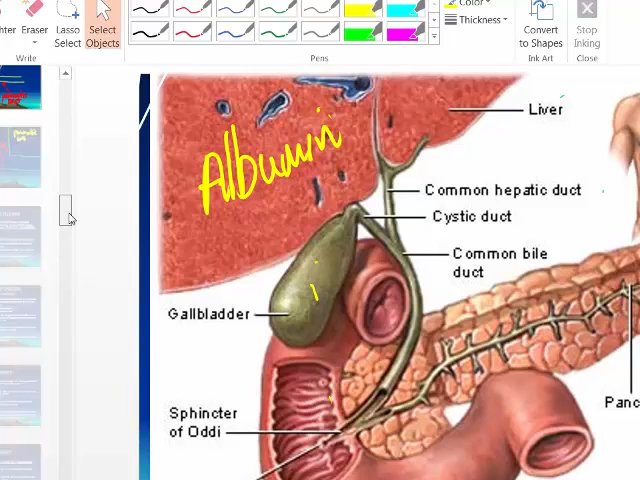 Eraser
Lasso
Select
Select
Objects
Color
Thickness
Convert
to Shapes
Stop
Inking
Write
Pens
Ink Art
Close
Albumin
Liver
Common hepatic duct
Cystic duct
Common bile
duct
Gallbladder
Sphincter
of Oddi